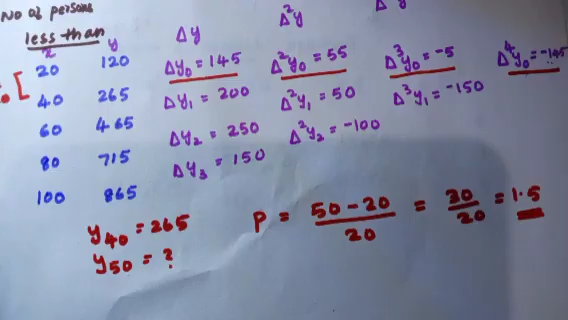 No of persons
less than
x y Δy Δ²y Δ y
20 120 Δy₀ = 145 Δ²y₀ = 55 Δ³y₀ = -5 Δ⁴y₀ = -145
40 265 Δy₁ = 200 Δ²y₁ = 50 Δ³y₁ = -150
60 465 Δy₂ = 250 Δ²y₂ = -100
80 715 Δy₃ = 150
100 865
y₄₀ = 265
y₅₀ = ?
P = 50 - 20 / 20 = 30 / 20 = 1.5